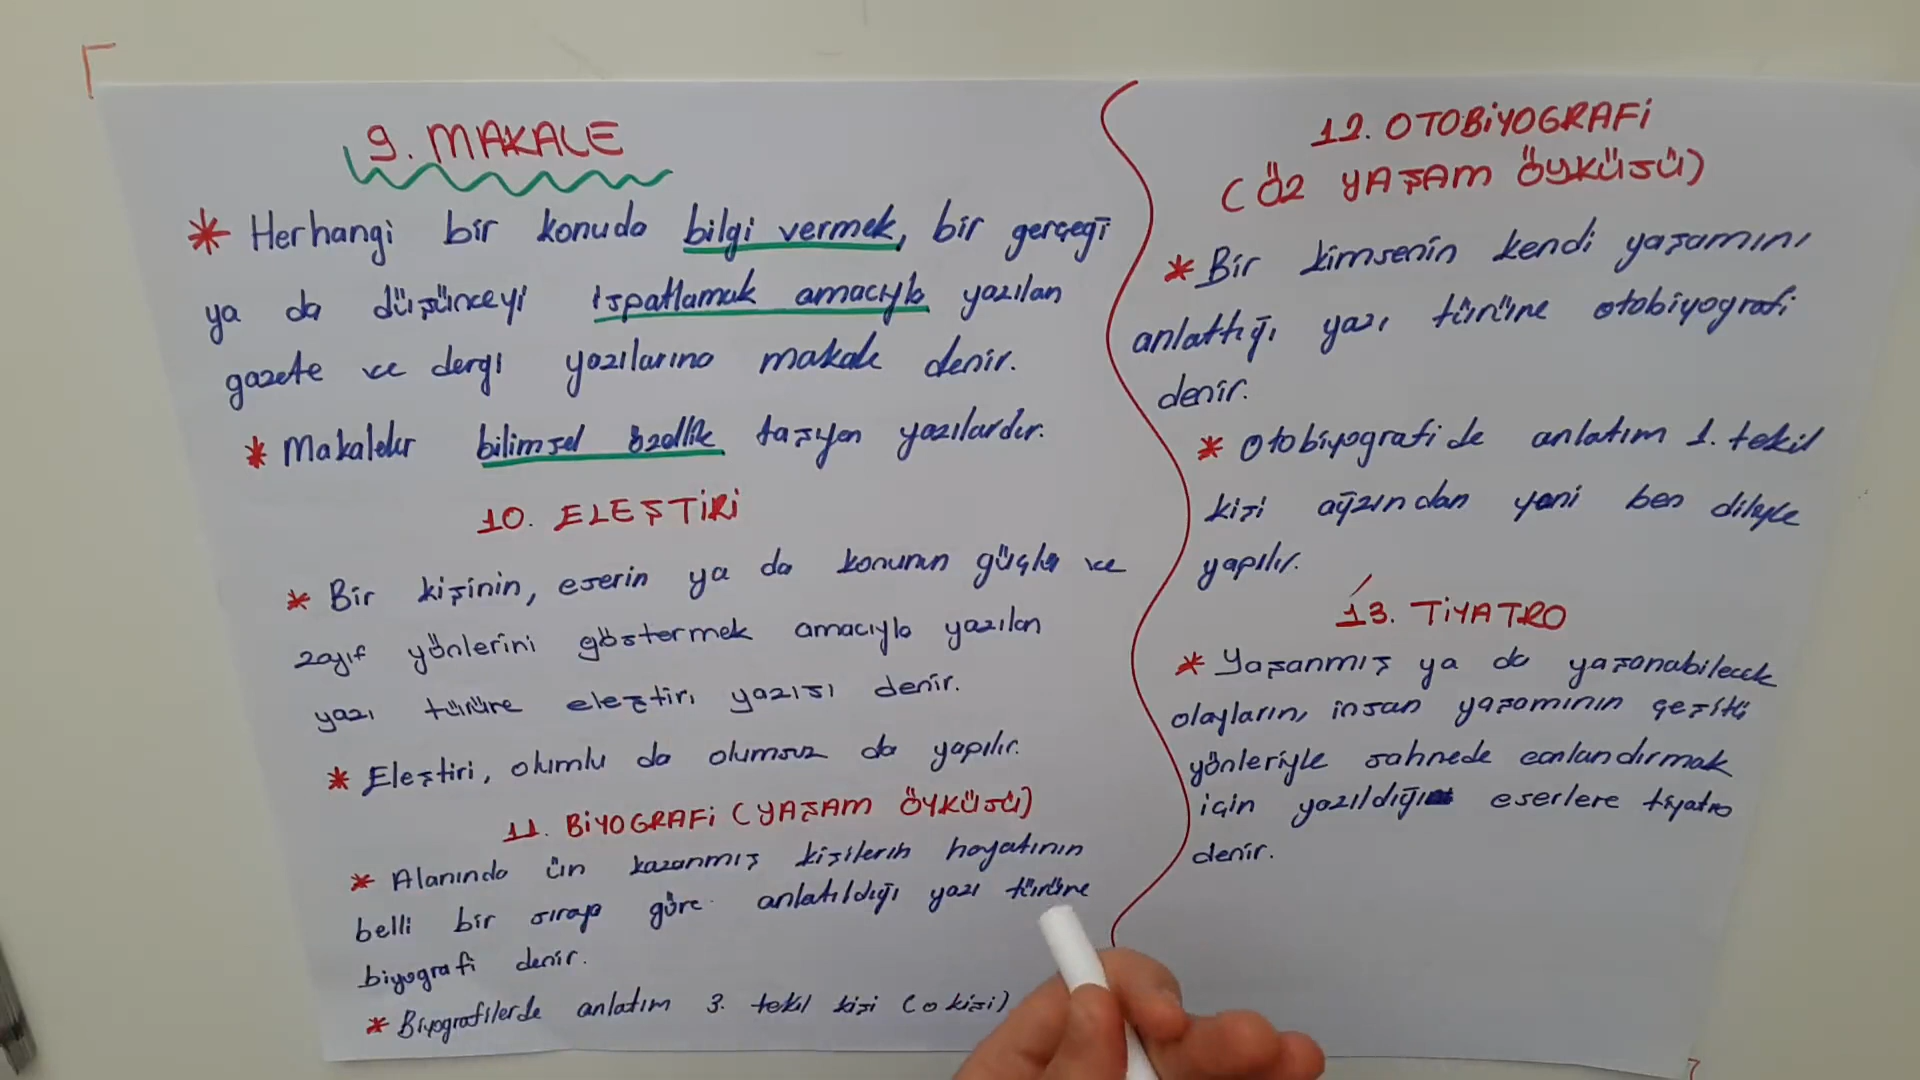 9. MAKALE
* Herhangi bir konuda bilgi vermek, bir gerçeği
ya da düşünceyi ispatlamak amacıyla yazılan
gazete ve dergi yazılarına makale denir.
* Makaleler bilimsel özellik taşıyan yazılardır.
10. ELEŞTİRİ
* Bir kişinin, eserin ya da konunun güçlü ve
zayıf yönlerini göstermek amacıyla yazılan
yazı türüne eleştiri yazısı denir.
* Eleştiri, olumlu da olumsuz da yapılır.
11. BİYOGRAFİ (YAŞAM ÖYKÜSÜ)
* Alanında ün kazanmış kişilerin hayatının
belli bir sıraya göre anlatıldığı yazı türüne
biyografi denir.
* Biyografilerde anlatım 3. tekil kişi (o kişi)
12. OTOBİYOGRAFİ
(ÖZ YAŞAM ÖYKÜSÜ)
* Bir kimsenin kendi yaşamını
anlattığı yazı türüne otobiyografi
denir.
* Otobiyografide anlatım 1. tekil
kişi ağzından yani ben diliyle
yapılır.
13. TİYATRO
* Yaşanmış ya da yaşanabilecek
olayların, insan yaşamının çeşitli
yönleriyle sahnede canlandırmak
için yazıldığı eserlere tiyatro
denir.